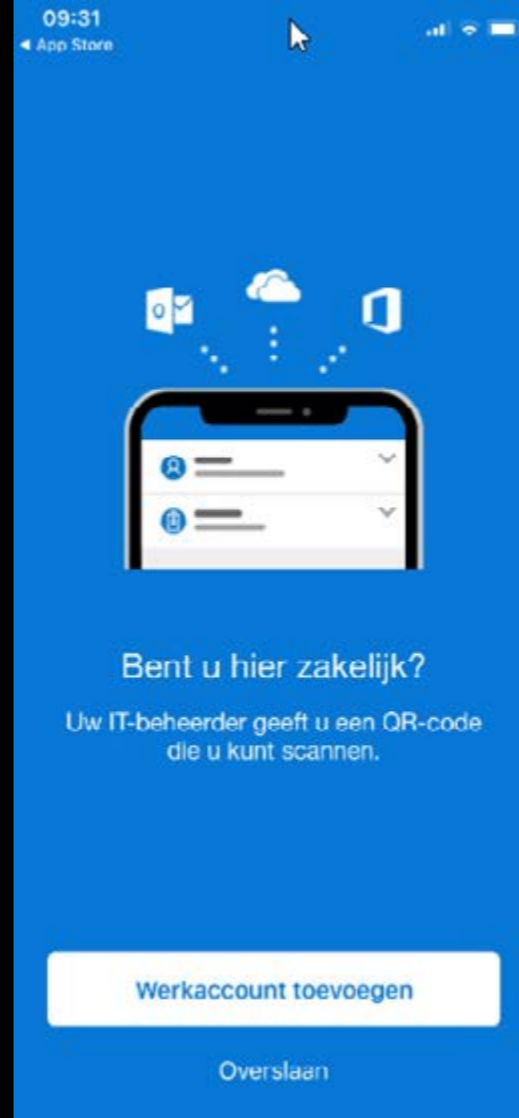 09:31
◀ App Store
Bent u hier zakelijk?
Uw IT-beheerder geeft u een QR-code
die u kunt scannen.
Werkaccount toevoegen
Overslaan